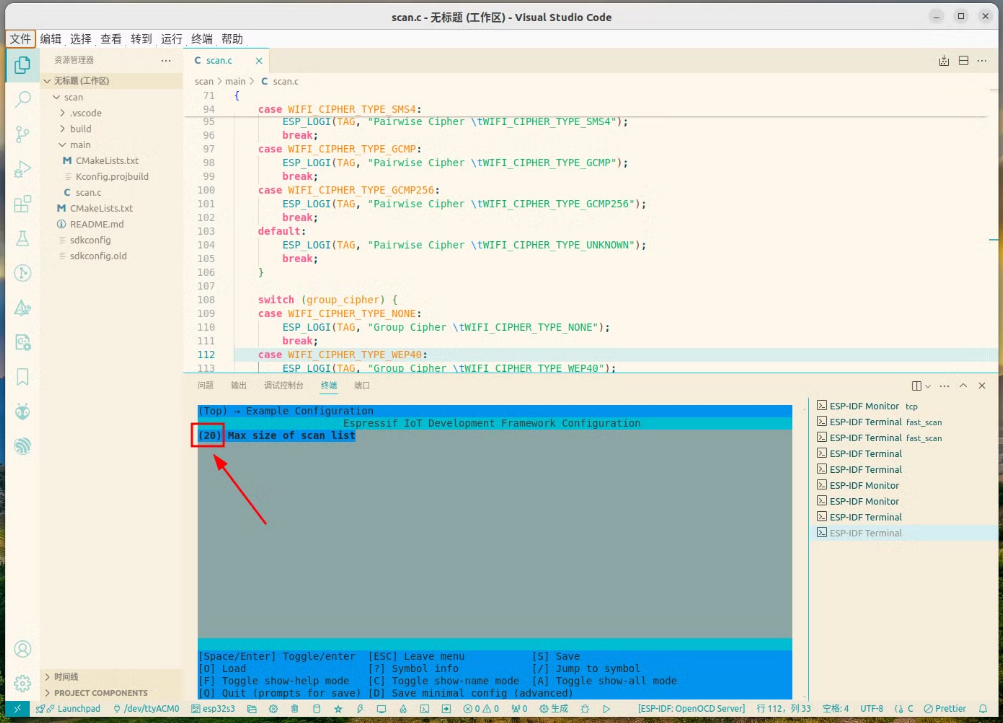 scan.c - 无标题 (工作区) - Visual Studio Code
文件 编辑 选择 查看 转到 运行 终端 帮助
资源管理器
无标题 (工作区)
scan
.vscode
build
main
M CMakeLists.txt
Kconfig.projbuild
C scan.c
M CMakeLists.txt
README.md
sdkconfig
sdkconfig.old
时间线
PROJECT COMPONENTS
C scan.c
scan > main > C scan.c
71 {
94 case WIFI_CIPHER_TYPE_SMS4:
95 ESP_LOGI(TAG, "Pairwise Cipher \tWIFI_CIPHER_TYPE_SMS4");
96 break;
97 case WIFI_CIPHER_TYPE_GCMP:
98 ESP_LOGI(TAG, "Pairwise Cipher \tWIFI_CIPHER_TYPE_GCMP");
99 break;
100 case WIFI_CIPHER_TYPE_GCMP256:
101 ESP_LOGI(TAG, "Pairwise Cipher \tWIFI_CIPHER_TYPE_GCMP256");
102 break;
103 default:
104 ESP_LOGI(TAG, "Pairwise Cipher \tWIFI_CIPHER_TYPE_UNKNOWN");
105 break;
106 }
107
108 switch (group_cipher) {
109 case WIFI_CIPHER_TYPE_NONE:
110 ESP_LOGI(TAG, "Group Cipher \tWIFI_CIPHER_TYPE_NONE");
111 break;
112 case WIFI_CIPHER_TYPE_WEP40:
113 ESP_LOGI(TAG, "Group Cipher \tWIFI_CIPHER_TYPE_WEP40");
问题 输出 调试控制台 终端 端口
(Top) → Example Configuration
Espressif IoT Development Framework Configuration
(20) Max size of scan list
[Space/Enter] Toggle/enter [ESC] Leave menu [S] Save
[O] Load [?] Symbol info [/] Jump to symbol
[F] Toggle show-help mode [C] Toggle show-name mode [A] Toggle show-all mode
[Q] Quit (prompts for save) [D] Save minimal config (advanced)
ESP-IDF Monitor tcp
ESP-IDF Terminal fast_scan
ESP-IDF Terminal fast_scan
ESP-IDF Terminal
ESP-IDF Terminal
ESP-IDF Monitor
ESP-IDF Monitor
ESP-IDF Terminal
ESP-IDF Terminal
Launchpad /dev/ttyACM0 esp32s3 0 0 0 生成 [ESP-IDF: OpenOCD Server] 行 112，列 33 空格: 4 UTF-8 C Prettier